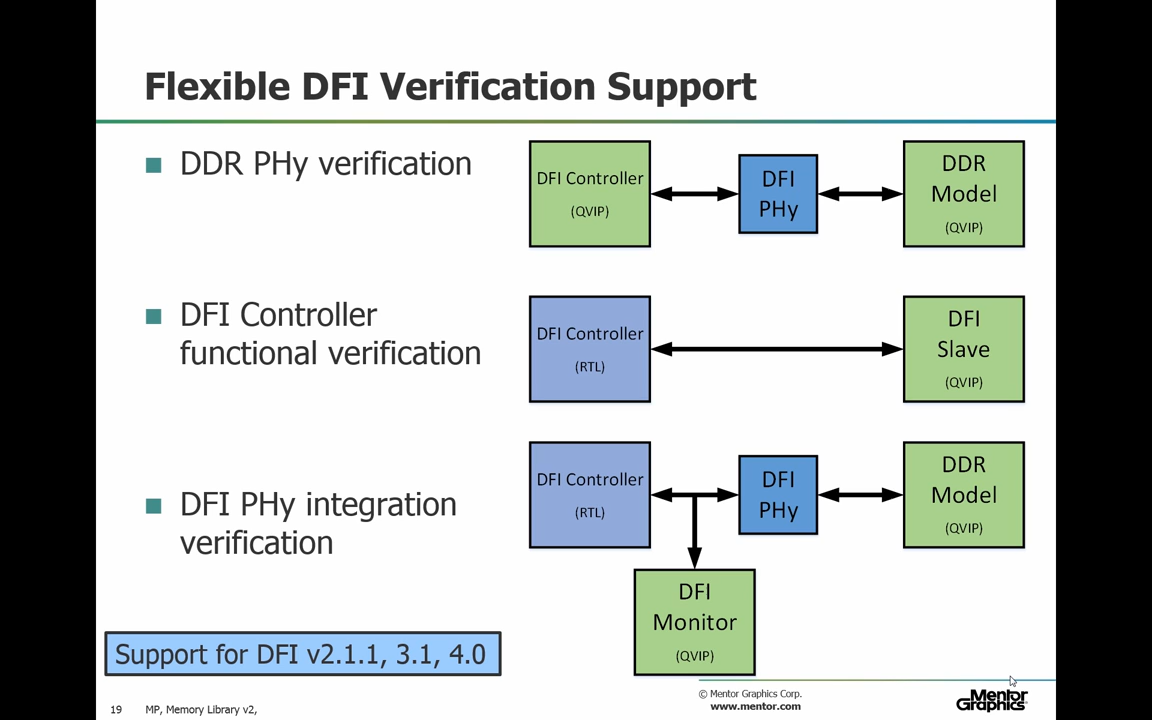 Flexible DFI Verification Support
DDR PHy verification
DFI Controller
(QVIP)
DFI
PHy
DDR
Model
(QVIP)
DFI Controller
functional verification
DFI Controller
(RTL)
DFI
Slave
(QVIP)
DFI PHy integration
verification
DFI Controller
(RTL)
DFI
PHy
DDR
Model
(QVIP)
DFI
Monitor
(QVIP)
Support for DFI v2.1.1, 3.1, 4.0
19 MP, Memory Library v2,
© Mentor Graphics Corp.
www.mentor.com
Mentor
Graphics